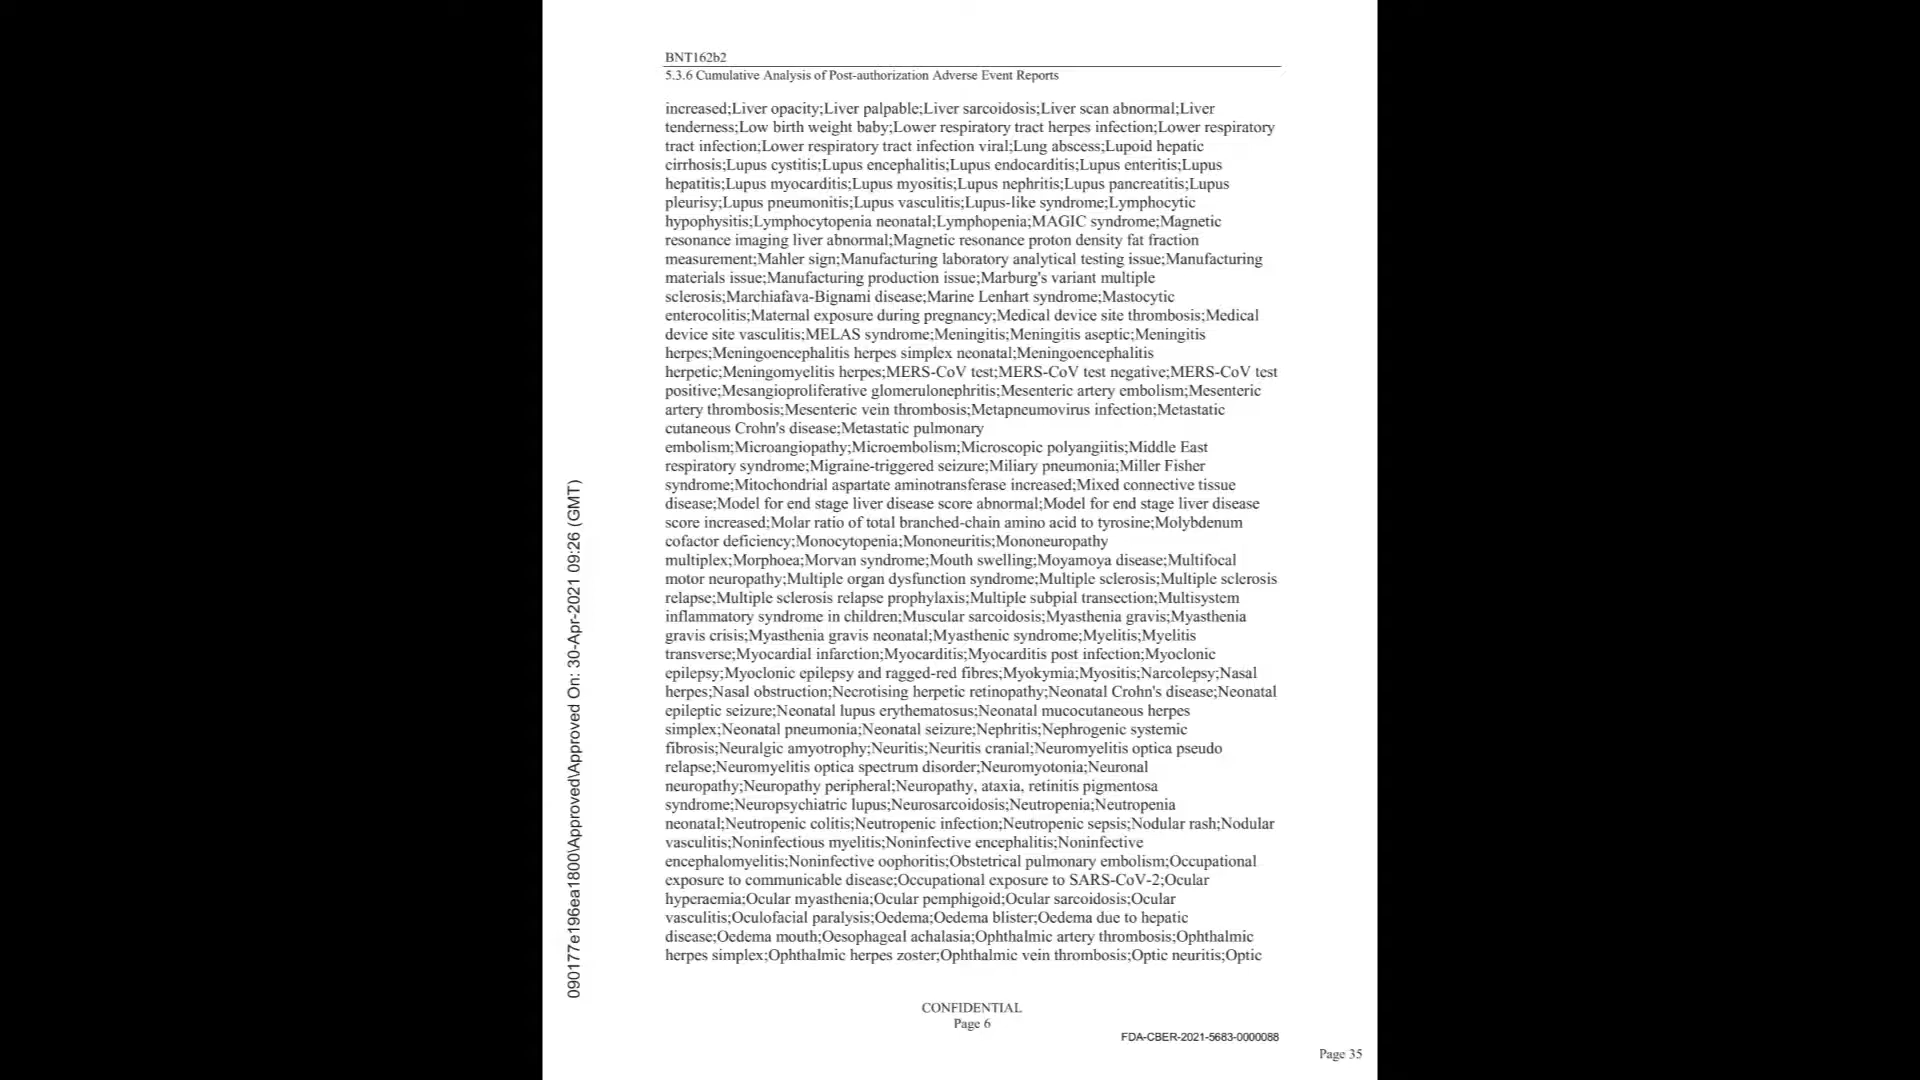 BNT162b2
5.3.6 Cumulative Analysis of Post-authorization Adverse Event Reports
increased;Liver opacity;Liver palpable;Liver sarcoidosis;Liver scan abnormal;Liver
tenderness;Low birth weight baby;Lower respiratory tract herpes infection;Lower respiratory
tract infection;Lower respiratory tract infection viral;Lung abscess;Lupoid hepatic
cirrhosis;Lupus cystitis;Lupus encephalitis;Lupus endocarditis;Lupus enteritis;Lupus
hepatitis;Lupus myocarditis;Lupus myositis;Lupus nephritis;Lupus pancreatitis;Lupus
pleurisy;Lupus pneumonitis;Lupus vasculitis;Lupus-like syndrome;Lymphocytic
hypophysitis;Lymphocytopenia neonatal;Lymphopenia;MAGIC syndrome;Magnetic
resonance imaging liver abnormal;Magnetic resonance proton density fat fraction
measurement;Mahler sign;Manufacturing laboratory analytical testing issue;Manufacturing
materials issue;Manufacturing production issue;Marburg's variant multiple
sclerosis;Marchiafava-Bignami disease;Marine Lenhart syndrome;Mastocytic
enterocolitis;Maternal exposure during pregnancy;Medical device site thrombosis;Medical
device site vasculitis;MELAS syndrome;Meningitis;Meningitis aseptic;Meningitis
herpes;Meningoencephalitis herpes simplex neonatal;Meningoencephalitis
herpetic;Meningomyelitis herpes;MERS-CoV test;MERS-CoV test negative;MERS-CoV test
positive;Mesangioproliferative glomerulonephritis;Mesenteric artery embolism;Mesenteric
artery thrombosis;Mesenteric vein thrombosis;Metapneumovirus infection;Metastatic
cutaneous Crohn's disease;Metastatic pulmonary
embolism;Microangiopathy;Microembolism;Microscopic polyangiitis;Middle East
respiratory syndrome;Migraine-triggered seizure;Miliary pneumonia;Miller Fisher
syndrome;Mitochondrial aspartate aminotransferase increased;Mixed connective tissue
disease;Model for end stage liver disease score abnormal;Model for end stage liver disease
score increased;Molar ratio of total branched-chain amino acid to tyrosine;Molybdenum
cofactor deficiency;Monocytopenia;Mononeuritis;Mononeuropathy
multiplex;Morphoea;Morvan syndrome;Mouth swelling;Moyamoya disease;Multifocal
motor neuropathy;Multiple organ dysfunction syndrome;Multiple sclerosis;Multiple sclerosis
relapse;Multiple sclerosis relapse prophylaxis;Multiple subpial transection;Multisystem
inflammatory syndrome in children;Muscular sarcoidosis;Myasthenia gravis;Myasthenia
gravis crisis;Myasthenia gravis neonatal;Myasthenic syndrome;Myelitis;Myelitis
transverse;Myocardial infarction;Myocarditis;Myocarditis post infection;Myoclonic
epilepsy;Myoclonic epilepsy and ragged-red fibres;Myokymia;Myositis;Narcolepsy;Nasal
herpes;Nasal obstruction;Necrotising herpetic retinopathy;Neonatal Crohn's disease;Neonatal
epileptic seizure;Neonatal lupus erythematosus;Neonatal mucocutaneous herpes
simplex;Neonatal pneumonia;Neonatal seizure;Nephritis;Nephrogenic systemic
fibrosis;Neuralgic amyotrophy;Neuritis;Neuritis cranial;Neuromyelitis optica pseudo
relapse;Neuromyelitis optica spectrum disorder;Neuromyotonia;Neuronal
neuropathy;Neuropathy peripheral;Neuropathy, ataxia, retinitis pigmentosa
syndrome;Neuropsychiatric lupus;Neurosarcoidosis;Neutropenia;Neutropenia
neonatal;Neutropenic colitis;Neutropenic infection;Neutropenic sepsis;Nodular rash;Nodular
vasculitis;Noninfectious myelitis;Noninfective encephalitis;Noninfective
encephalomyelitis;Noninfective oophoritis;Obstetrical pulmonary embolism;Occupational
exposure to communicable disease;Occupational exposure to SARS-CoV-2;Ocular
hyperaemia;Ocular myasthenia;Ocular pemphigoid;Ocular sarcoidosis;Ocular
vasculitis;Oculofacial paralysis;Oedema;Oedema blister;Oedema due to hepatic
disease;Oedema mouth;Oesophageal achalasia;Ophthalmic artery thrombosis;Ophthalmic
herpes simplex;Ophthalmic herpes zoster;Ophthalmic vein thrombosis;Optic neuritis;Optic
090177e196ea1800\Approved\Approved On: 30-Apr-2021 09:26 (GMT)
CONFIDENTIAL
Page 6
FDA-CBER-2021-5683-0000088
Page 35